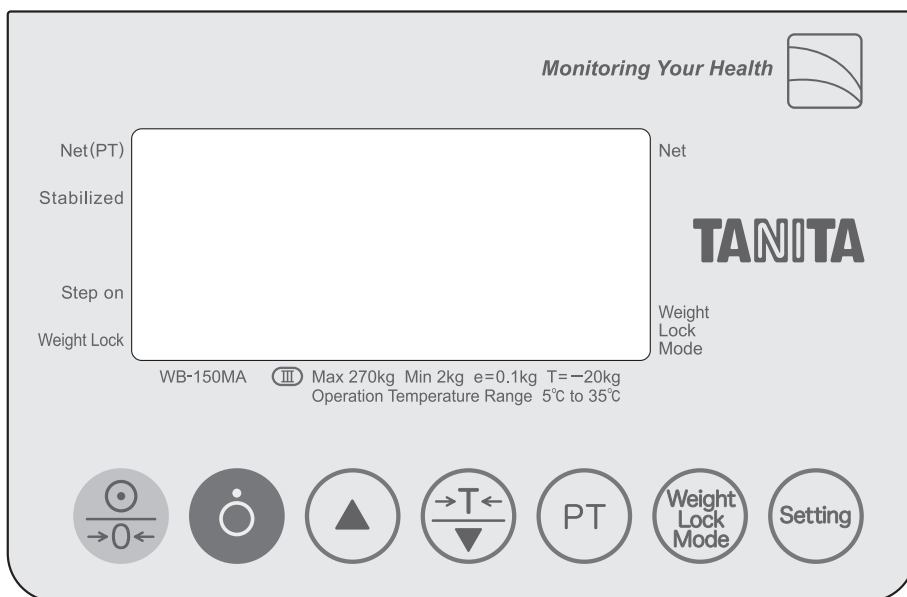 Monitoring Your Health
Net(PT)
Net
Stabilized
TANITA
Step on
Weight Lock
Weight
Lock
Mode
WB-150MA III Max 270kg Min 2kg e=0.1kg T=—20kg
Operation Temperature Range 5°C to 35°C
→0←
→T←
PT
Weight
Lock
Mode
Setting